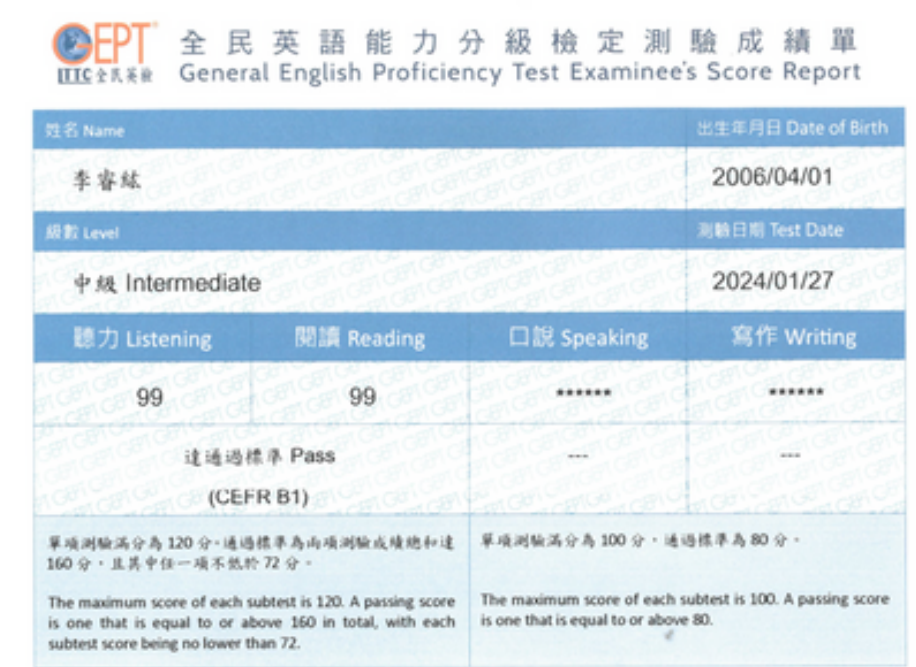 GEPT
LTTC 全民英檢
全民英語能力分級檢定測驗成績單
General English Proficiency Test Examinee's Score Report
姓名 Name
出生年月日 Date of Birth
李睿紘
2006/04/01
級數 Level
測驗日期 Test Date
中級 Intermediate
2024/01/27
聽力 Listening
閱讀 Reading
口說 Speaking
寫作 Writing
99
99
******
******
達通過標準 Pass
---
---
(CEFR B1)
單項測驗滿分為 120 分,通過標準為兩項測驗成績總和達
160 分,且其中任一項不低於 72 分。
The maximum score of each subtest is 120. A passing score
is one that is equal to or above 160 in total, with each
subtest score being no lower than 72.
單項測驗滿分為 100 分,通過標準為 80 分。
The maximum score of each subtest is 100. A passing score
is one that is equal to or above 80.